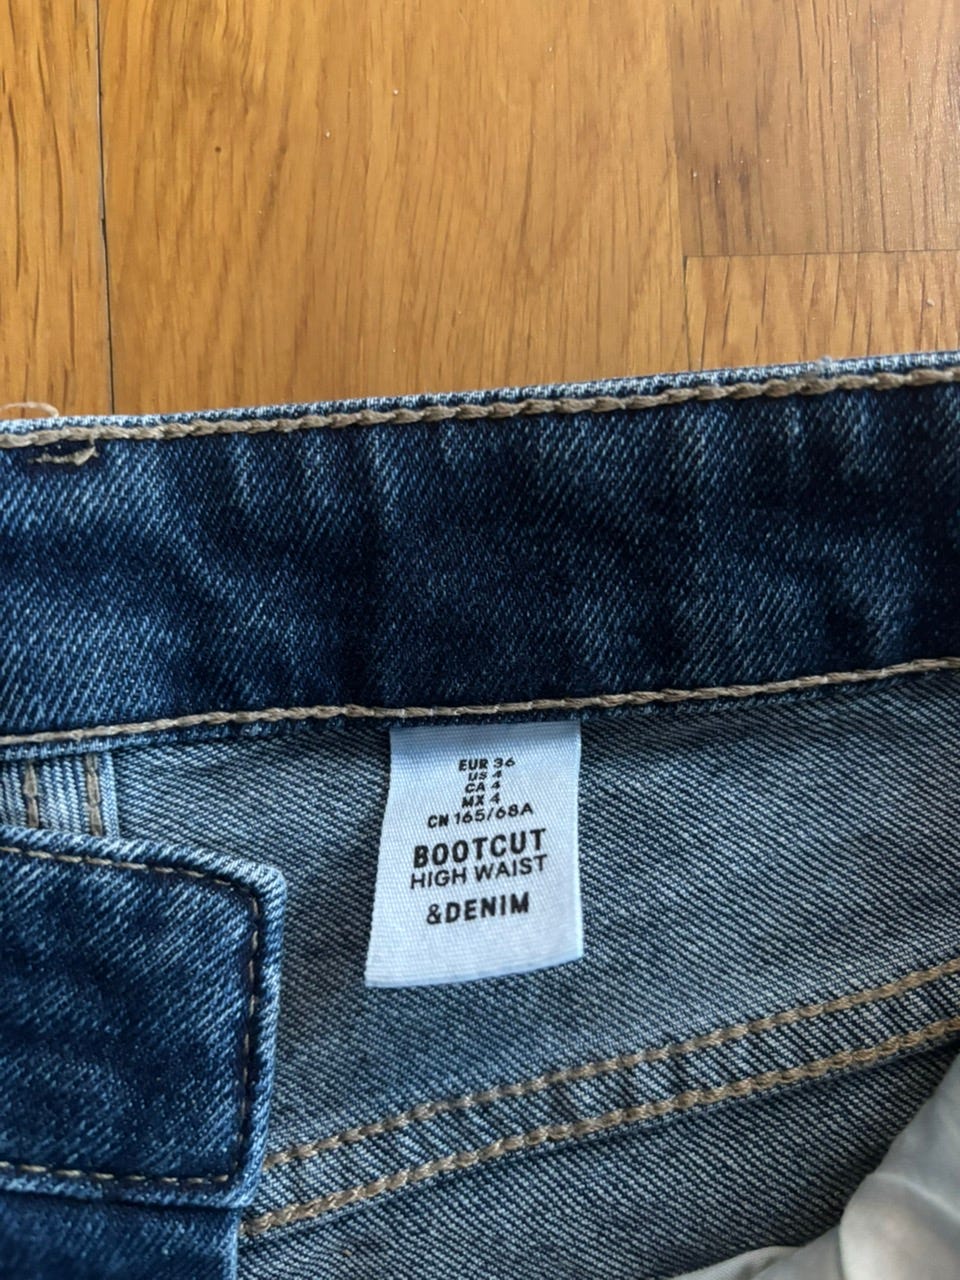 EUR 36
US 4
CA 4
MX 4
CN 165/68A
BOOTCUT
HIGH WAIST
&DENIM